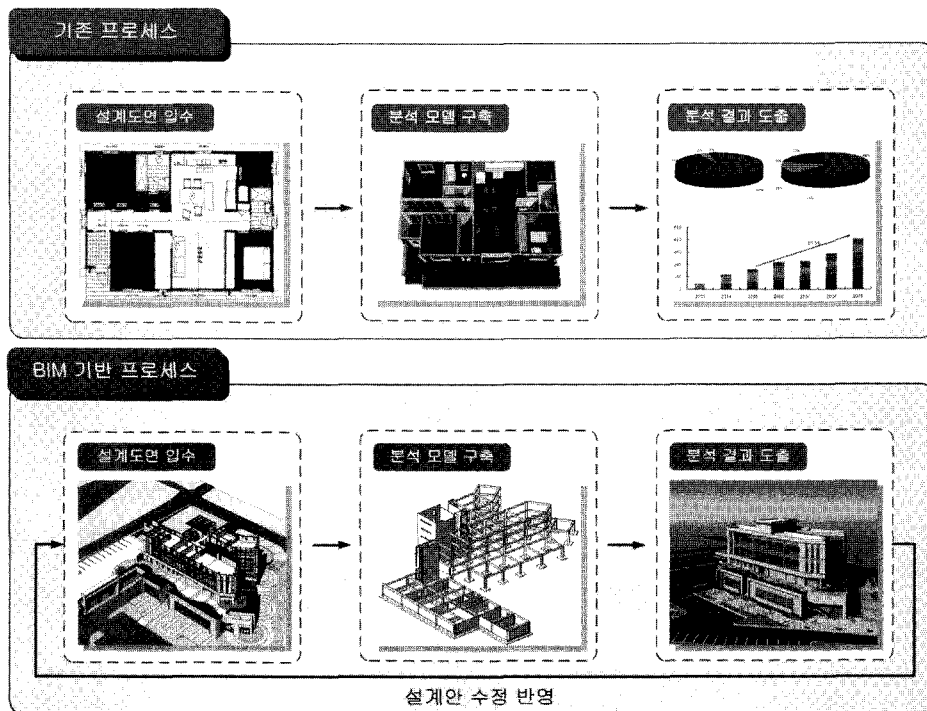 기존 프로세스
설계도면 입수
분석 모델 구축
분석 결과 도출
BIM 기반 프로세스
설계도면 입수
분석 모델 구축
분석 결과 도출
설계안 수정 반영